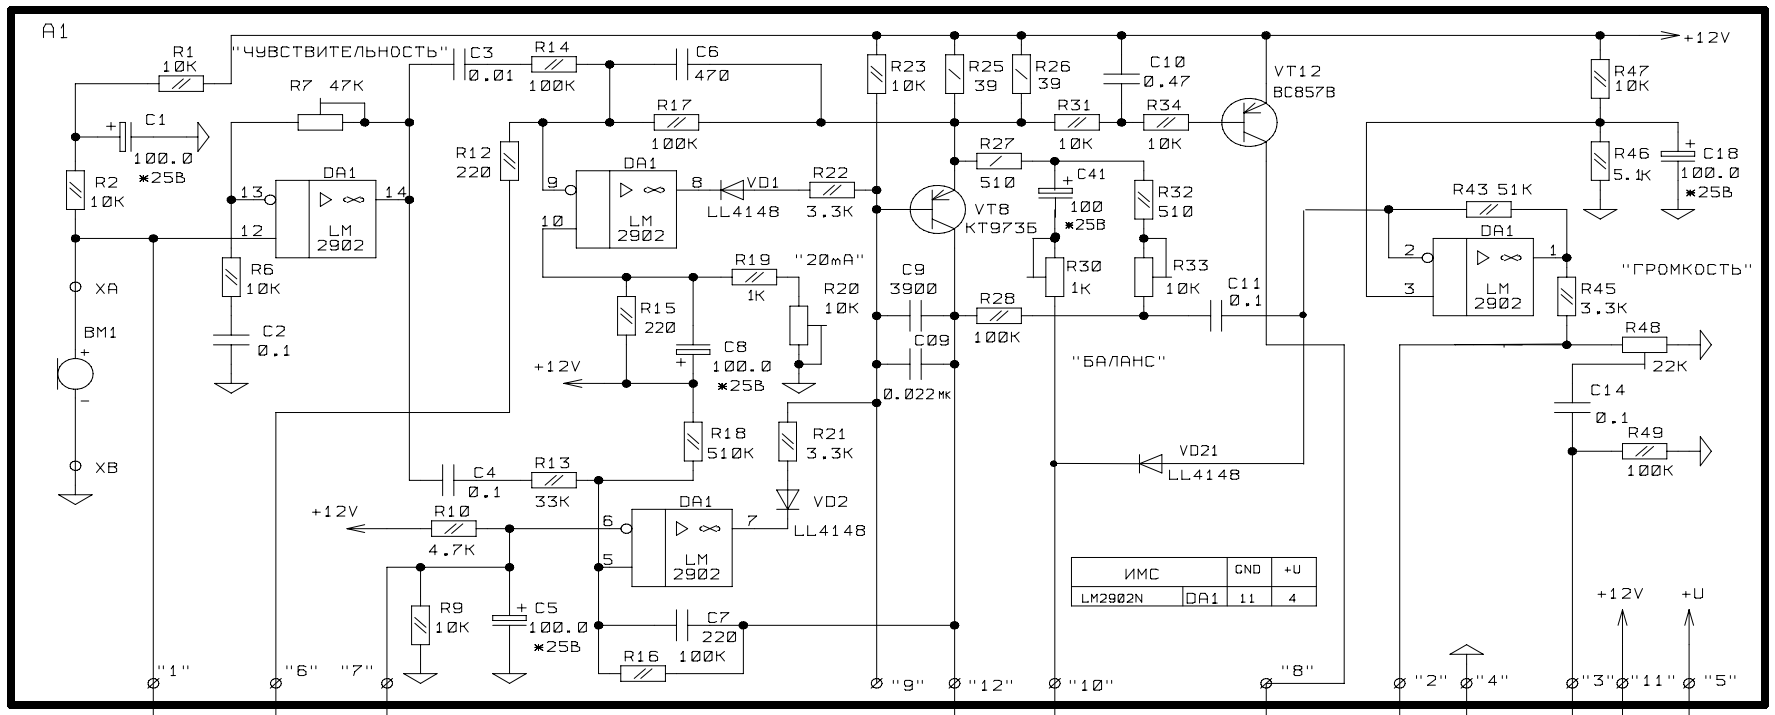 A1
R1
10K
"ЧУВСТВИТЕЛЬНОСТЬ"
R7 47K
C1
+
100.0
*25В
R2
10K
DA1
13
14
12
LM
2902
R6
10K
C2
0.1
XA
BM1
+
-
XB
C3
0.01
R14
100K
C6
470
R17
100K
R12
220
DA1
9
8
10
LM
2902
VD1
LL4148
R22
3.3K
R23
10K
R25
39
R26
39
C10
0.47
R31
10K
R34
10K
VT12
BC857B
R27
510
VT8
КТ973Б
+
C41
100
*25В
R32
510
R30
1K
R33
10K
R19
1K
"20mA"
R20
10K
R15
220
C8
+
100.0
*25В
+12V
C9
3900
R28
100K
C09
0.022 МК
C11
0.1
"БАЛАНС"
R18
510K
R21
3.3K
VD2
LL4148
VD21
LL4148
C4
0.1
R13
33K
+12V
R10
4.7K
DA1
6
7
5
LM
2902
R9
10K
+
C5
100.0
*25В
C7
220
100K
R16
+12V
R47
10K
R46
5.1K
+
C18
100.0
*25В
R43 51K
DA1
2
1
3
LM
2902
"ГРОМКОСТЬ"
R45
3.3K
R48
22K
C14
0.1
R49
100K
ИМС GND +U
LM2902N DA1 11 4
+12V
+U
"1"
"6"
"7"
"9"
"12"
"10"
"8"
"2"
"4"
"3"
"11"
"5"